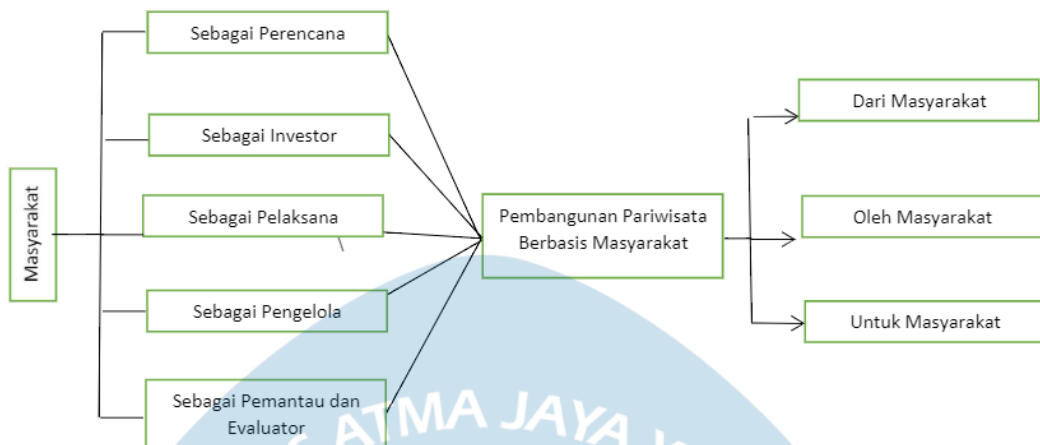 Masyarakat
Sebagai Perencana
Sebagai Investor
Sebagai Pelaksana
Sebagai Pengelola
Sebagai Pemantau dan
Evaluator
Pembangunan Pariwisata
Berbasis Masyarakat
Dari Masyarakat
Oleh Masyarakat
Untuk Masyarakat
ATMA JAYA